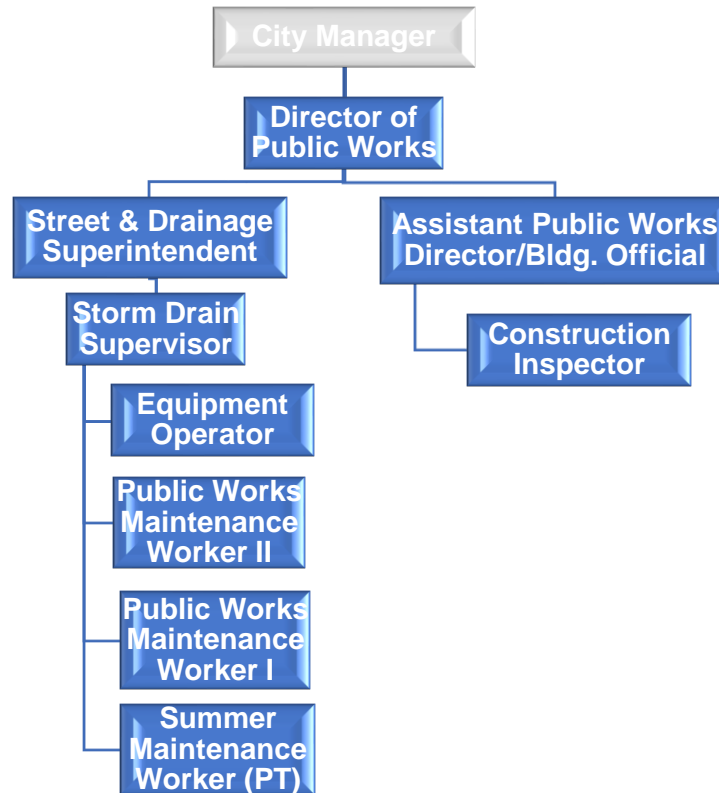 City Manager
Director of
Public Works
Street & Drainage
Superintendent
Assistant Public Works
Director/Bldg. Official
Storm Drain
Supervisor
Construction
Inspector
Equipment
Operator
Public Works
Maintenance
Worker II
Public Works
Maintenance
Worker I
Summer
Maintenance
Worker (PT)